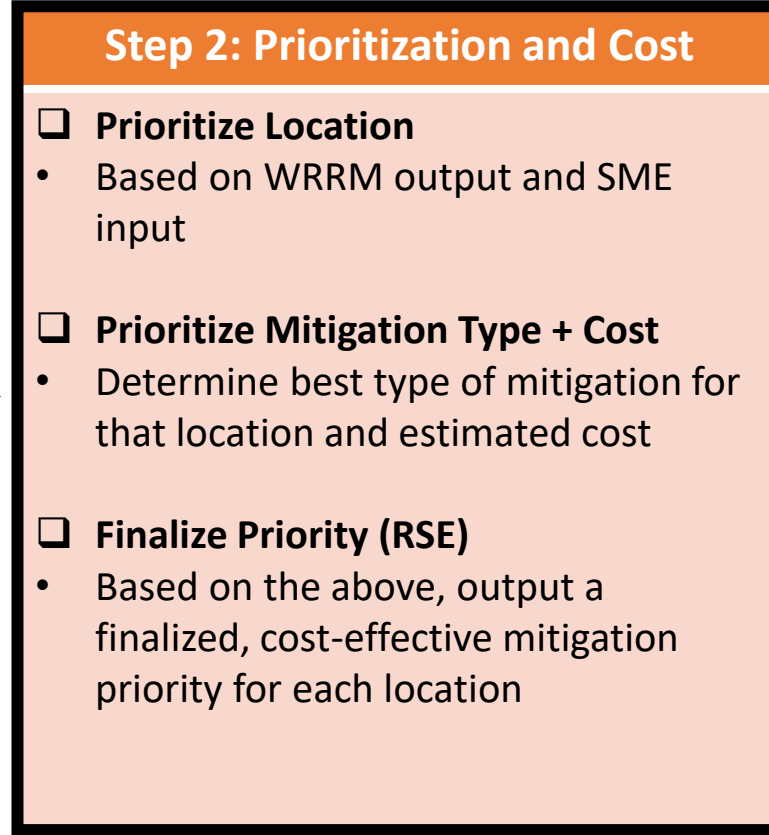 Step 2: Prioritization and Cost
❑ Prioritize Location
• Based on WRRM output and SME
input
❑ Prioritize Mitigation Type + Cost
• Determine best type of mitigation for
that location and estimated cost
❑ Finalize Priority (RSE)
• Based on the above, output a
finalized, cost-effective mitigation
priority for each location